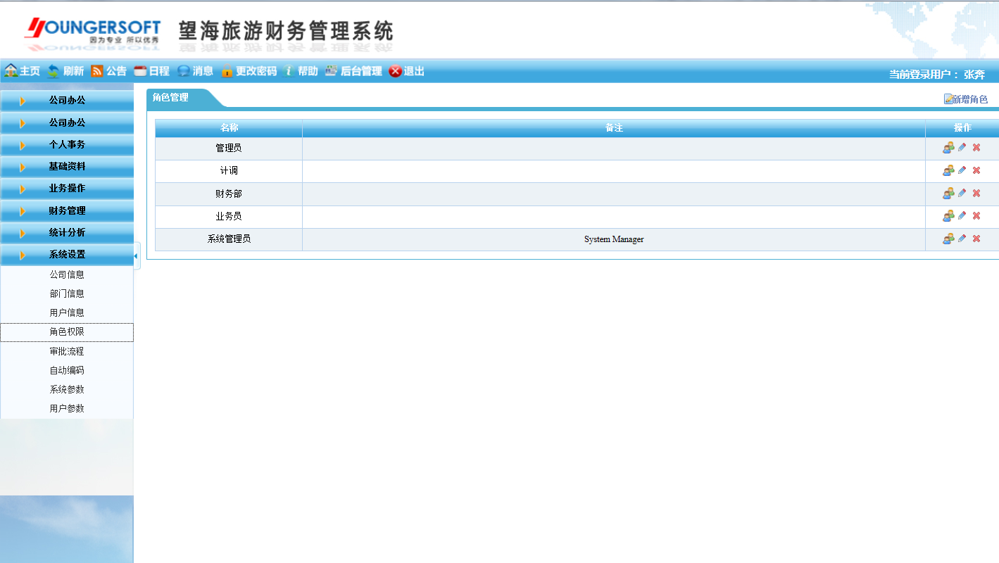 YOUNGERSOFT
因为专业 所以优秀
望海旅游财务管理系统
主页 刷新 公告 日程 消息 更改密码 帮助 后台管理 退出
当前登录用户: 张奔
公司办公
公司办公
个人事务
基础资料
业务操作
财务管理
统计分析
系统设置
公司信息
部门信息
用户信息
角色权限
审批流程
自动编码
系统参数
用户参数
角色管理
新增角色
名称 备注 操作
管理员
计调
财务部
业务员
系统管理员 System Manager